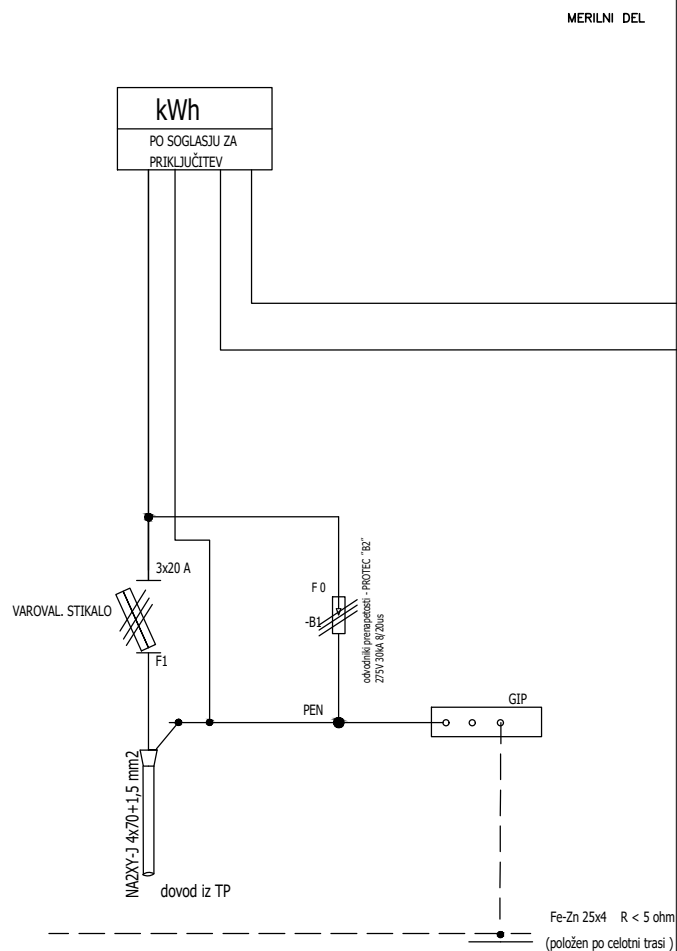 MERILNI DEL
kWh
PO SOGLASJU ZA
PRIKLJUČITEV
3x20 A
VAROVAL. STIKALO
F1
F 0
-B1
odvodniki prenapetosti - PROTEC "B2"
275V 30kA 8/20us
PEN
GIP
NA2XY-J 4x70+1,5 mm2
dovod iz TP
Fe-Zn 25x4 R < 5 ohm
(položen po celotni trasi )